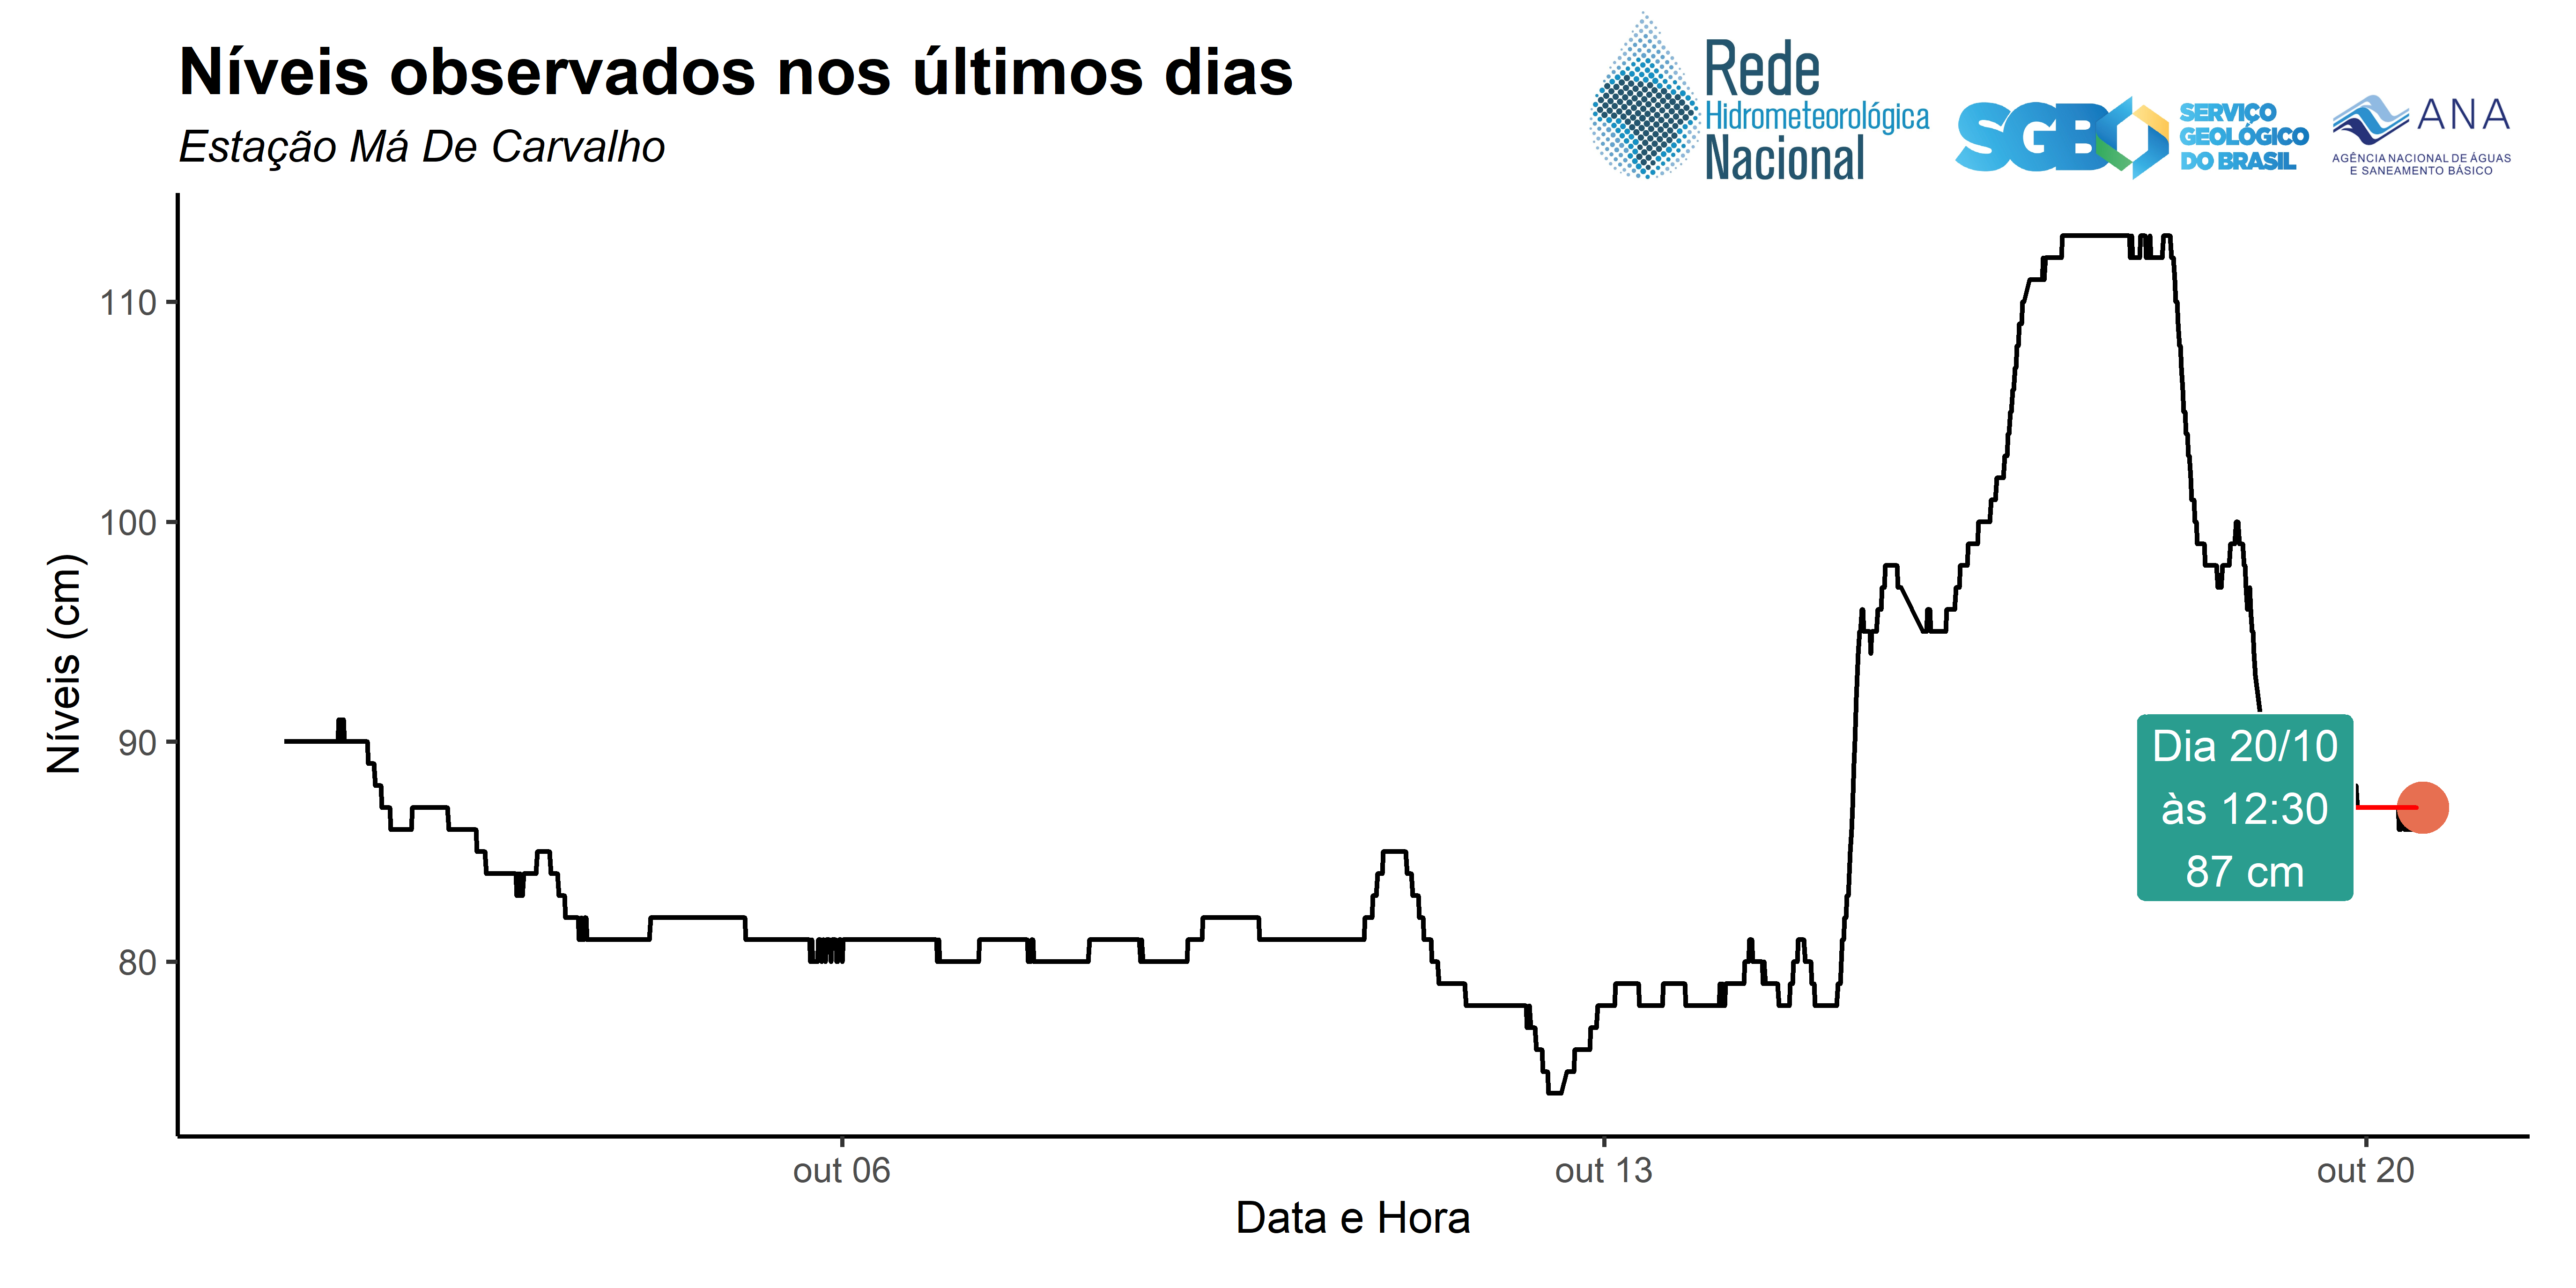 Níveis observados nos últimos dias
Estação Má De Carvalho
Rede
Hidrometeorológica
Nacional
SGB
SERVIÇO
GEOLÓGICO
DO BRASIL
ANA
AGÊNCIA NACIONAL DE ÁGUAS
E SANEAMENTO BÁSICO
Níveis (cm)
110
100
90
80
Dia 20/10
às 12:30
87 cm
out 06
out 13
out 20
Data e Hora